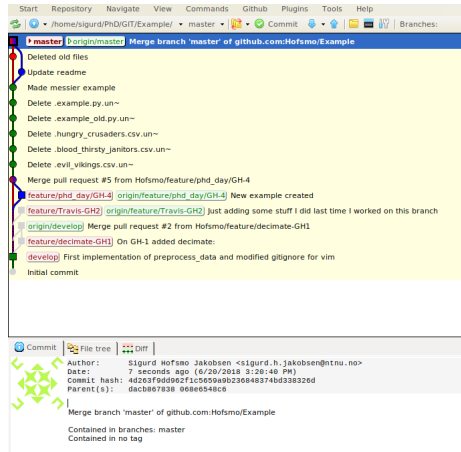 Start Repository Navigate View Commands Github Plugins Tools Help
/home/sigurd/PhD/GIT/Example/ master Commit Branches:
master origin/master Merge branch 'master' of github.com:Hofsmo/Example
Deleted old files
Update readme
Made messier example
Delete .example.py.un~
Delete .example_old.py.un~
Delete .hungry_crusaders.csv.un~
Delete .blood_thirsty_janitors.csv.un~
Delete .evil_vikings.csv.un~
Merge pull request #5 from Hofsmo/feature/phd_day/GH-4
feature/phd_day/GH-4 origin/feature/phd_day/GH-4 New example created
feature/Travis-GH2 origin/feature/Travis-GH2 Just adding some stuff I did last time I worked on this branch
origin/develop Merge pull request #2 from Hofsmo/feature/decimate-GH1
feature/decimate-GH1 On GH-1 added decimate:
develop First implementation of preprocess_data and modified gitignore for vim
Initial commit
Commit File tree Diff
Author: Sigurd Hofsmo Jakobsen <sigurd.h.jakobsen@ntnu.no>
Date: 7 seconds ago (6/20/2018 3:20:40 PM)
Commit hash: 4d263f9dd962f1c5659a9b236848374bd338326d
Parent(s): dacb067838 068e6548c6
Merge branch 'master' of github.com:Hofsmo/Example
Contained in branches: master
Contained in no tag